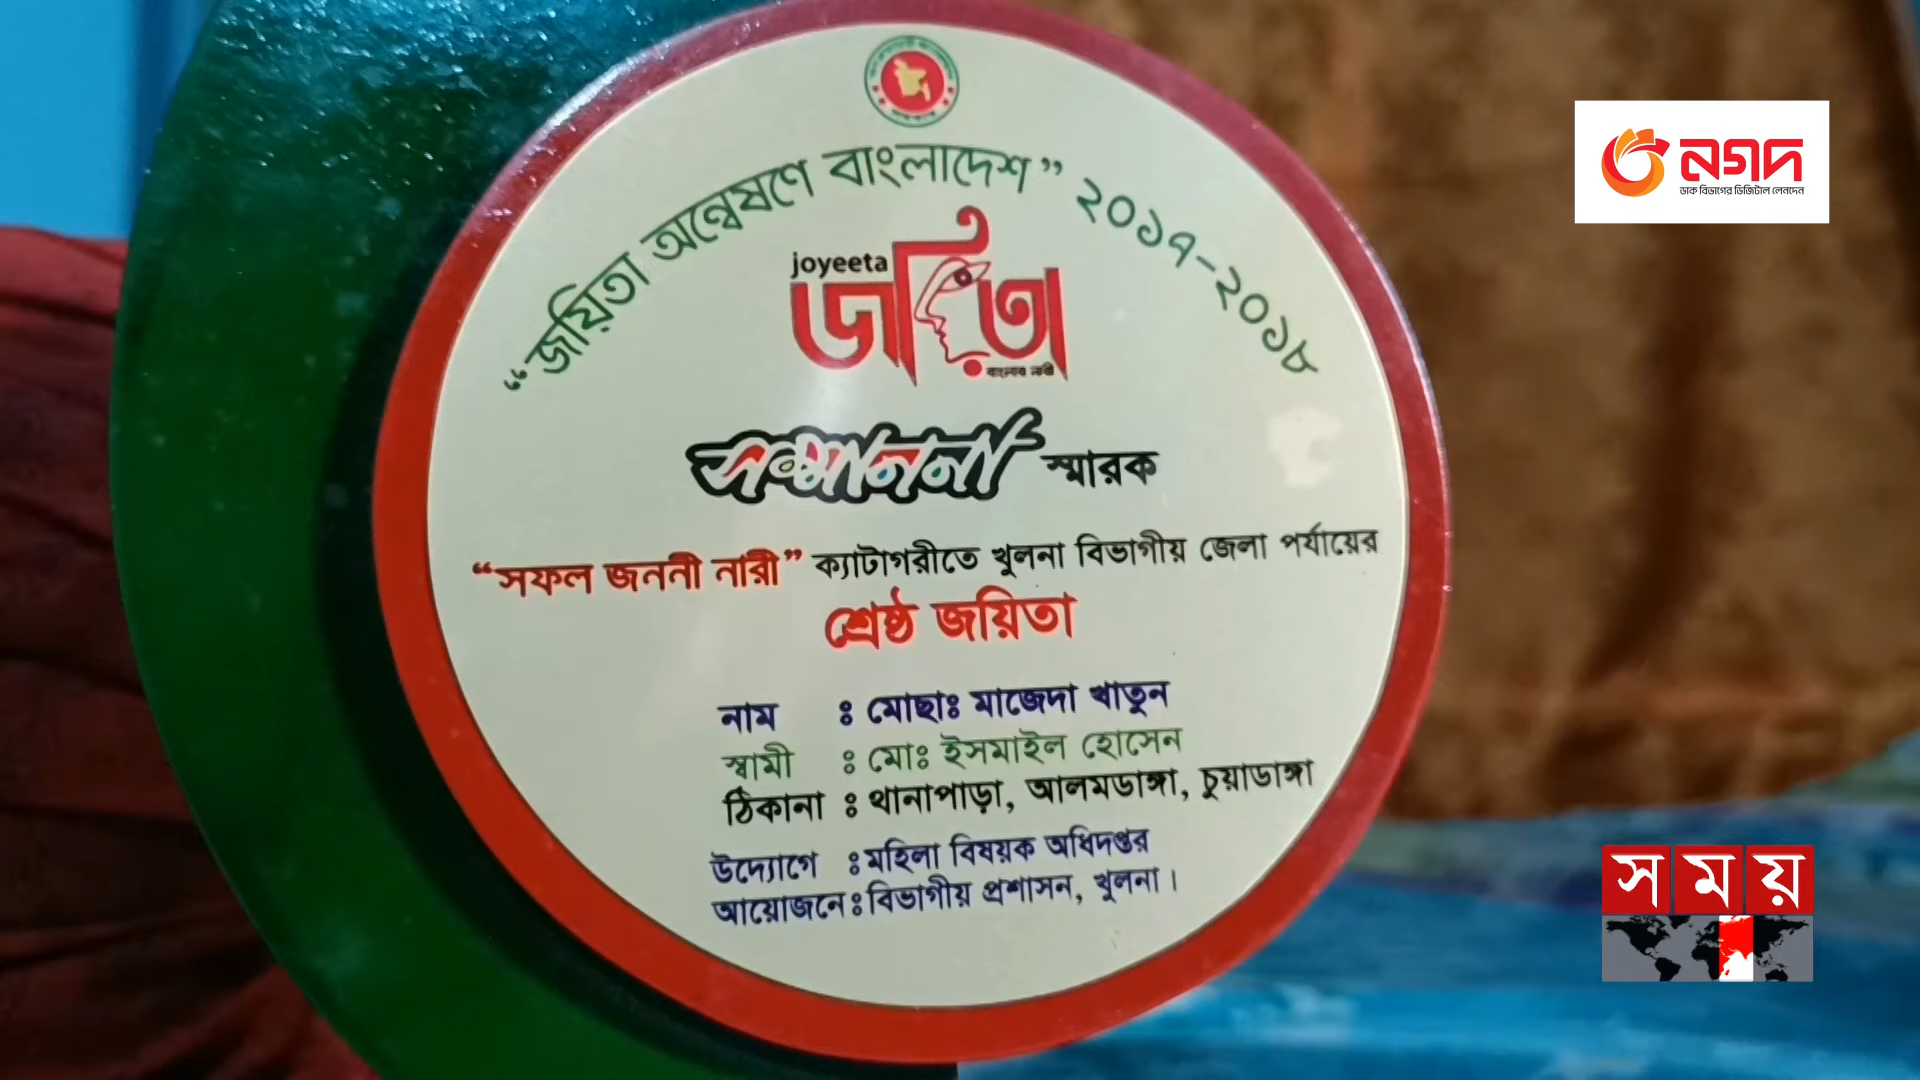 “জয়িতা অন্বেষণে বাংলাদেশ” ২০১৭-২০১৮
joyeeta
জয়িতা
বাংলার নারী
সম্মাননা স্মারক
“সফল জননী নারী” ক্যাটাগরীতে খুলনা বিভাগীয় জেলা পর্যায়ের
শ্রেষ্ঠ জয়িতা
নাম : মোছাঃ মাজেদা খাতুন
স্বামী : মোঃ ইসমাইল হোসেন
ঠিকানা : থানাপাড়া, আলমডাঙ্গা, চুয়াডাঙ্গা
উদ্যোগে : মহিলা বিষয়ক অধিদপ্তর
আয়োজনে : বিভাগীয় প্রশাসন, খুলনা।
নগদ
ডাক বিভাগের ডিজিটাল লেনদেন
সময়